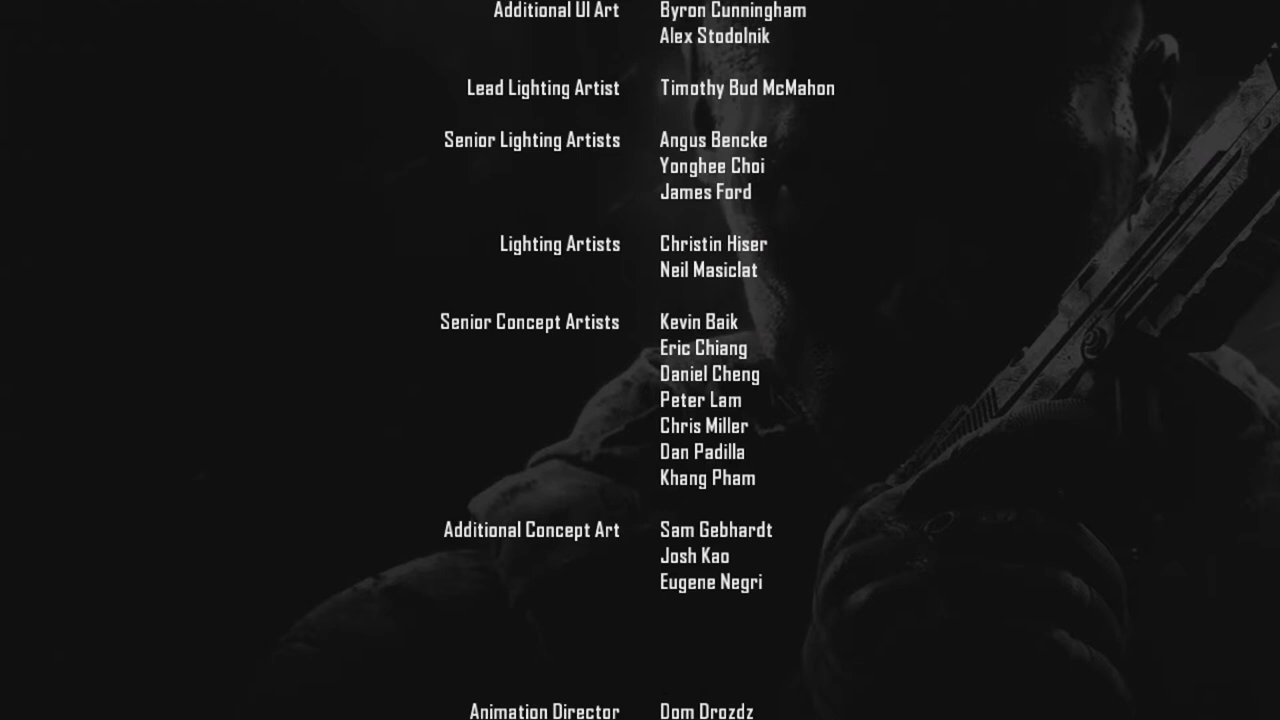 Additional UI Art Byron Cunningham
Alex Stodolnik
Lead Lighting Artist Timothy Bud McMahon
Senior Lighting Artists Angus Bencke
Yonghee Choi
James Ford
Lighting Artists Christin Hiser
Neil Masiclat
Senior Concept Artists Kevin Baik
Eric Chiang
Daniel Cheng
Peter Lam
Chris Miller
Dan Padilla
Khang Pham
Additional Concept Art Sam Gebhardt
Josh Kao
Eugene Negri
Animation Director Dom Drozdz